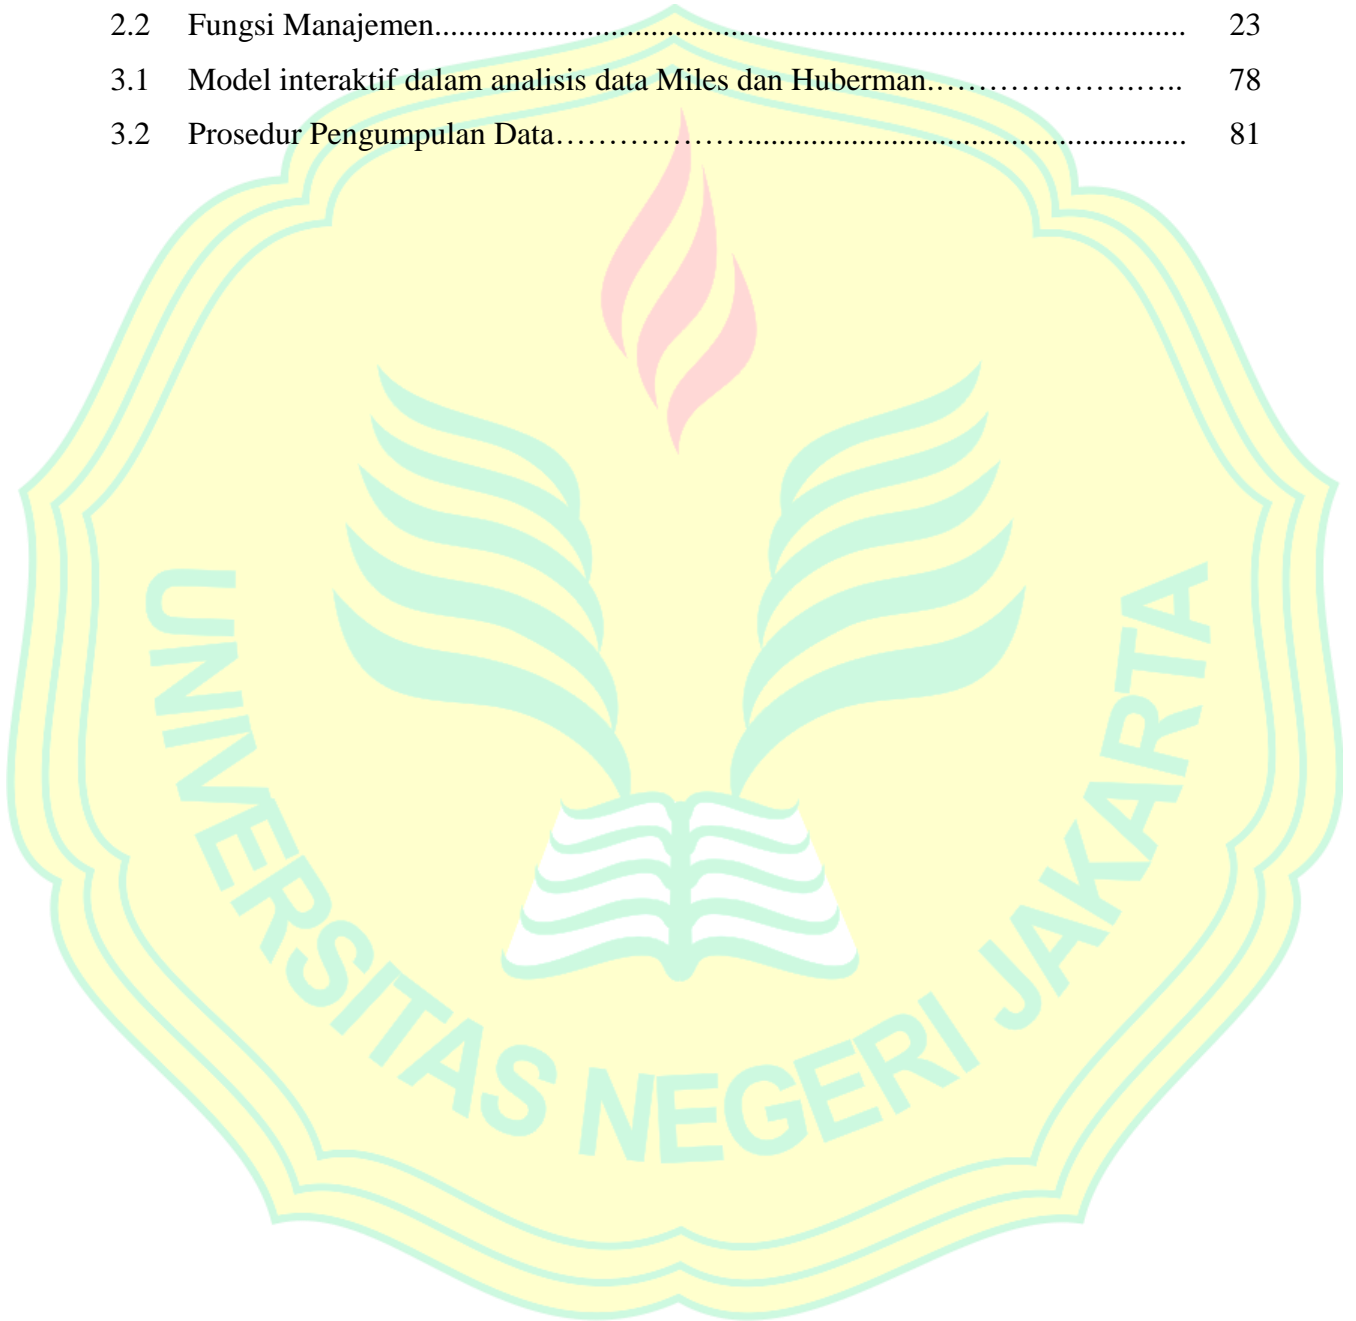 2.2 Fungsi Manajemen.............................................................................................. 23
3.1 Model interaktif dalam analisis data Miles dan Huberman.………………….….. 78
3.2 Prosedur Pengumpulan Data………………....................................................... 81
UNIVERSITAS NEGERI JAKARTA